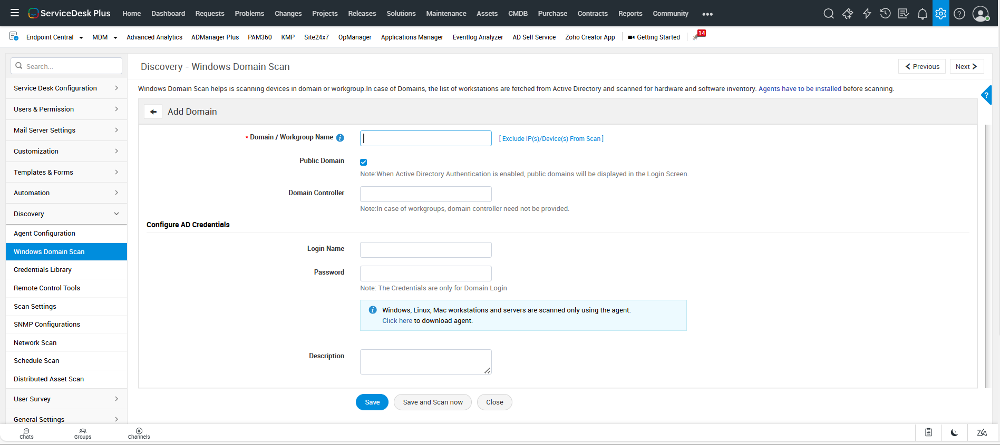 ServiceDesk Plus Home Dashboard Requests Problems Changes Projects Releases Solutions Maintenance Assets CMDB Purchase Contracts Reports Community
Endpoint Central MDM Advanced Analytics ADManager Plus PAM360 KMP Site24x7 OpManager Applications Manager Eventlog Analyzer AD Self Service Zoho Creator App Getting Started 14
Search...
Service Desk Configuration
Users & Permission
Mail Server Settings
Customization
Templates & Forms
Automation
Discovery
Agent Configuration
Windows Domain Scan
Credentials Library
Remote Control Tools
Scan Settings
SNMP Configurations
Network Scan
Schedule Scan
Distributed Asset Scan
User Survey
General Settings
Discovery - Windows Domain Scan
Previous Next
Windows Domain Scan helps is scanning devices in domain or workgroup.In case of Domains, the list of workstations are fetched from Active Directory and scanned for hardware and software inventory. Agents have to be installed before scanning.
?
Add Domain
* Domain / Workgroup Name i [ Exclude IP(s)/Device(s) From Scan ]
Public Domain
Note:When Active Directory Authentication is enabled, public domains will be displayed in the Login Screen.
Domain Controller
Note:In case of workgroups, domain controller need not be provided.
Configure AD Credentials
Login Name
Password
Note: The Credentials are only for Domain Login
i Windows, Linux, Mac workstations and servers are scanned only using the agent.
Click here to download agent.
Description
Save Save and Scan now Close
Chats Groups Channels